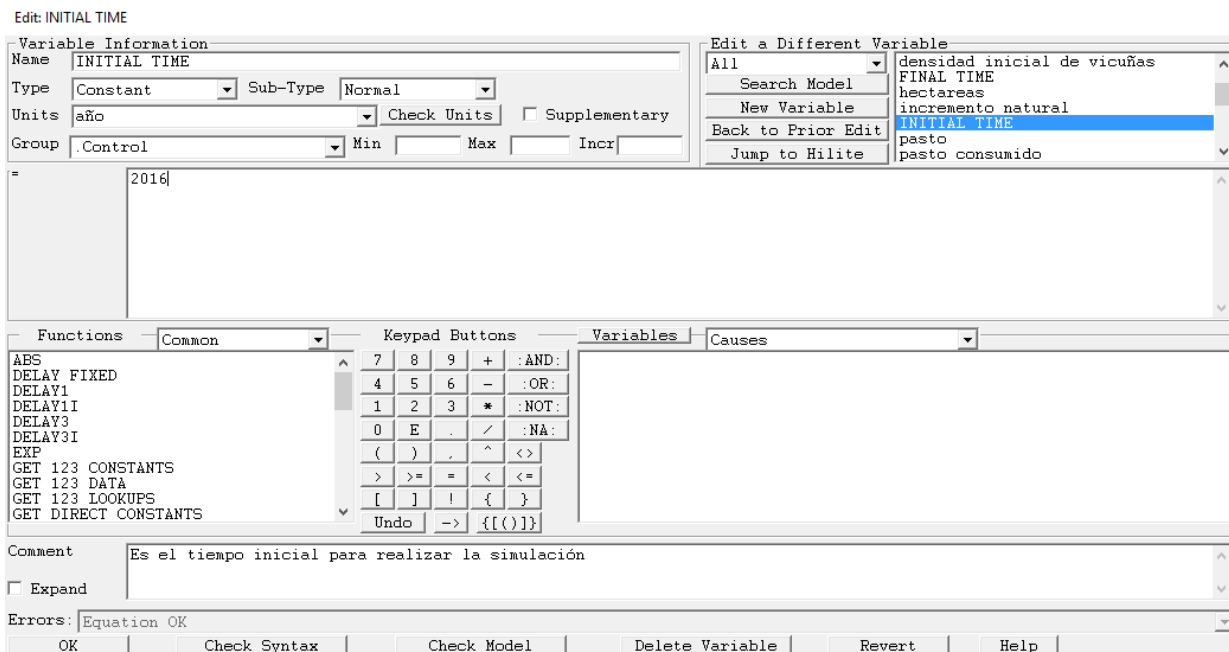 Edit: INITIAL TIME
Variable Information
Name INITIAL TIME
Type Constant Sub-Type Normal
Units año Check Units Supplementary
Group .Control Min Max Incr
Edit a Different Variable
All
Search Model
New Variable
Back to Prior Edit
Jump to Hilite
densidad inicial de vicuñas
FINAL TIME
hectareas
incremento natural
INITIAL TIME
pasto
pasto consumido
= 2016
Functions Common
ABS
DELAY FIXED
DELAY1
DELAY1I
DELAY3
DELAY3I
EXP
GET 123 CONSTANTS
GET 123 DATA
GET 123 LOOKUPS
GET DIRECT CONSTANTS
Keypad Buttons
7 8 9 + :AND:
4 5 6 - :OR:
1 2 3 * :NOT:
0 E . / :NA:
( ) , ^ <>
> >= = < <=
[ ] ! { }
Undo -> {[()]}
Variables Causes
Comment Es el tiempo inicial para realizar la simulación
Expand
Errors: Equation OK
OK Check Syntax Check Model Delete Variable Revert Help